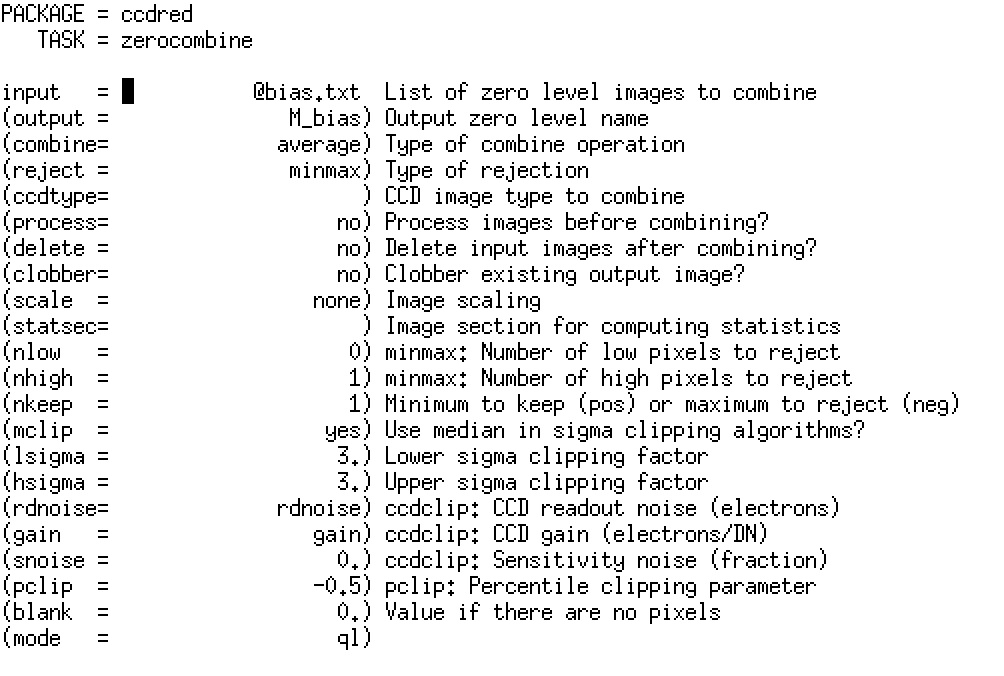 PACKAGE = ccdred
   TASK = zerocombine

input   =           @bias.txt  List of zero level images to combine
(output =              M_bias) Output zero level name
(combine=             average) Type of combine operation
(reject =              minmax) Type of rejection
(ccdtype=                    ) CCD image type to combine
(process=                  no) Process images before combining?
(delete =                  no) Delete input images after combining?
(clobber=                  no) Clobber existing output image?
(scale  =                none) Image scaling
(statsec=                    ) Image section for computing statistics
(nlow   =                   0) minmax: Number of low pixels to reject
(nhigh  =                   1) minmax: Number of high pixels to reject
(nkeep  =                   1) Minimum to keep (pos) or maximum to reject (neg)
(mclip  =                 yes) Use median in sigma clipping algorithms?
(lsigma =                  3.) Lower sigma clipping factor
(hsigma =                  3.) Upper sigma clipping factor
(rdnoise=             rdnoise) ccdclip: CCD readout noise (electrons)
(gain   =                gain) ccdclip: CCD gain (electrons/DN)
(snoise =                  0.) ccdclip: Sensitivity noise (fraction)
(pclip  =                -0.5) pclip: Percentile clipping parameter
(blank  =                  0.) Value if there are no pixels
(mode   =                  ql)